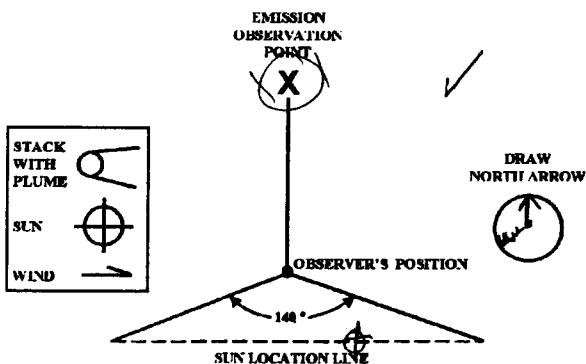 EMISSION
OBSERVATION
POINT
X
STACK
WITH
PLUME
SUN
WIND
DRAW
NORTH ARROW
OBSERVER'S POSITION
140°
SUN LOCATION LINE